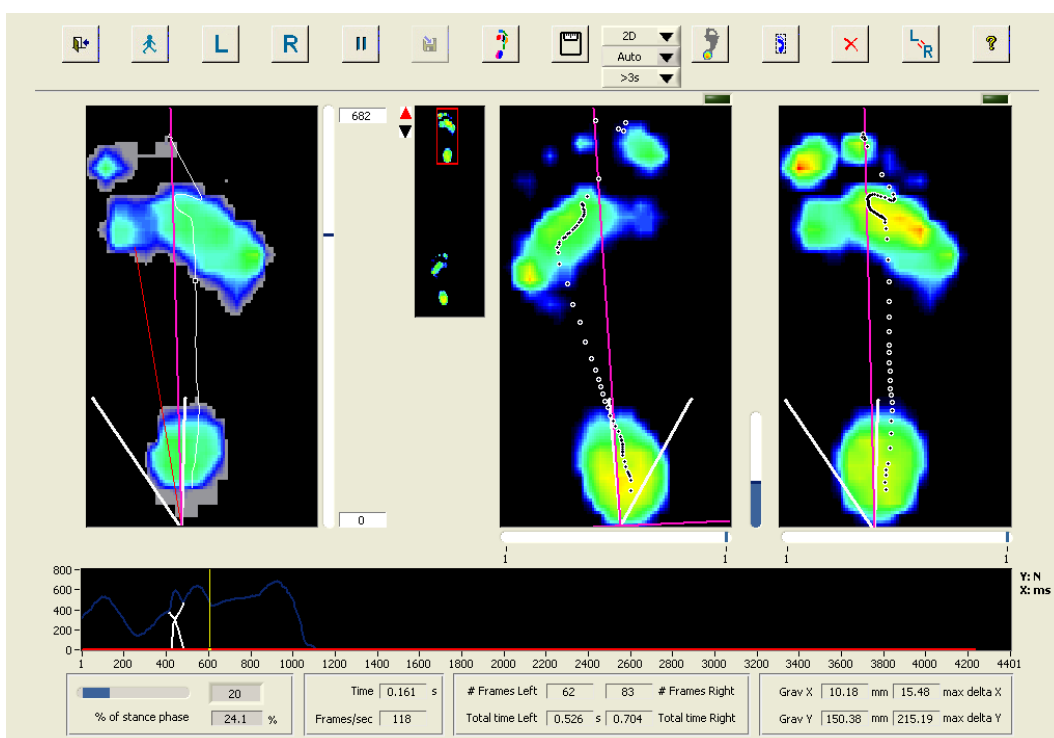 L R 2D ?
Auto L R
>3s
682
0
1 1 1 1
800
600
400
200
0
Y: N
X: ms
1 200 400 600 800 1000 1200 1400 1600 1800 2000 2200 2400 2600 2800 3000 3200 3400 3600 3800 4000 4200 4401
20 Time 0.161 s # Frames Left 62 83 # Frames Right Grav X 10.18 mm 15.48 max delta X
% of stance phase 24.1 % Frames/sec 118 Total time Left 0.526 s 0.704 Total time Right Grav Y 150.38 mm 215.19 max delta Y